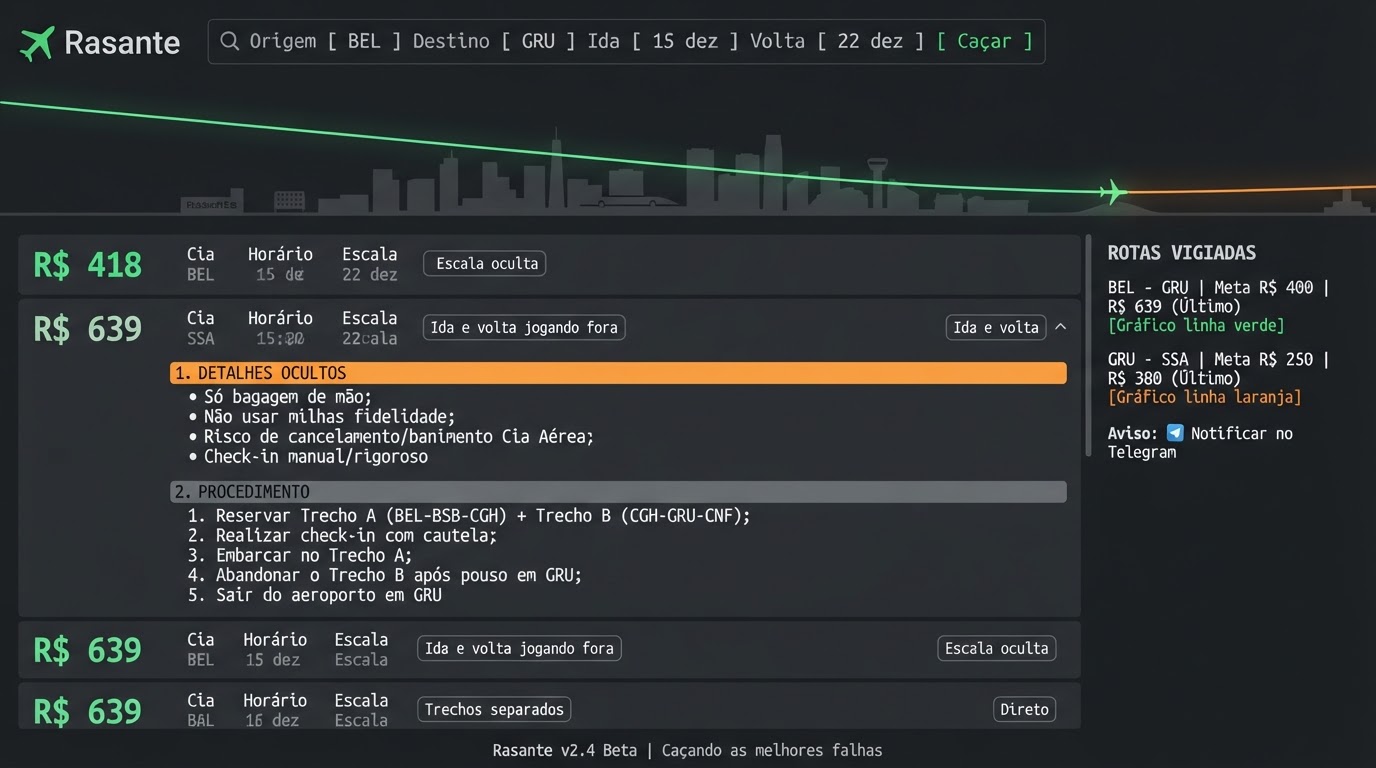 Rasante
Origem [ BEL ] Destino [ GRU ] Ida [ 15 dez ] Volta [ 22 dez ] [ Caçar ]
R$ 418
Cia Horário Escala
BEL 15 de 22 dez
Escala oculta
R$ 639
Cia Horário Escala
SSA
Ida e volta jogando fora
Ida e volta
1. DETALHES OCULTOS
• Só bagagem de mão;
• Não usar milhas fidelidade;
• Risco de cancelamento/banimento Cia Aérea;
• Check-in manual/rigoroso
2. PROCEDIMENTO
1. Reservar Trecho A (BEL-BSB-CGH) + Trecho B (CGH-GRU-CNF);
2. Realizar check-in com cautela;
3. Embarcar no Trecho A;
4. Abandonar o Trecho B após pouso em GRU;
5. Sair do aeroporto em GRU
R$ 639
Cia Horário Escala
BEL 15 dez Escala
Ida e volta jogando fora
Escala oculta
R$ 639
Cia Horário Escala
BAL 16 dez Escala
Trechos separados
Direto
ROTAS VIGIADAS
BEL - GRU | Meta R$ 400 |
R$ 639 (Último)
[Gráfico linha verde]
GRU - SSA | Meta R$ 250 |
R$ 380 (Último)
[Gráfico linha laranja]
Aviso: Notificar no
Telegram
Rasante v2.4 Beta | Caçando as melhores falhas